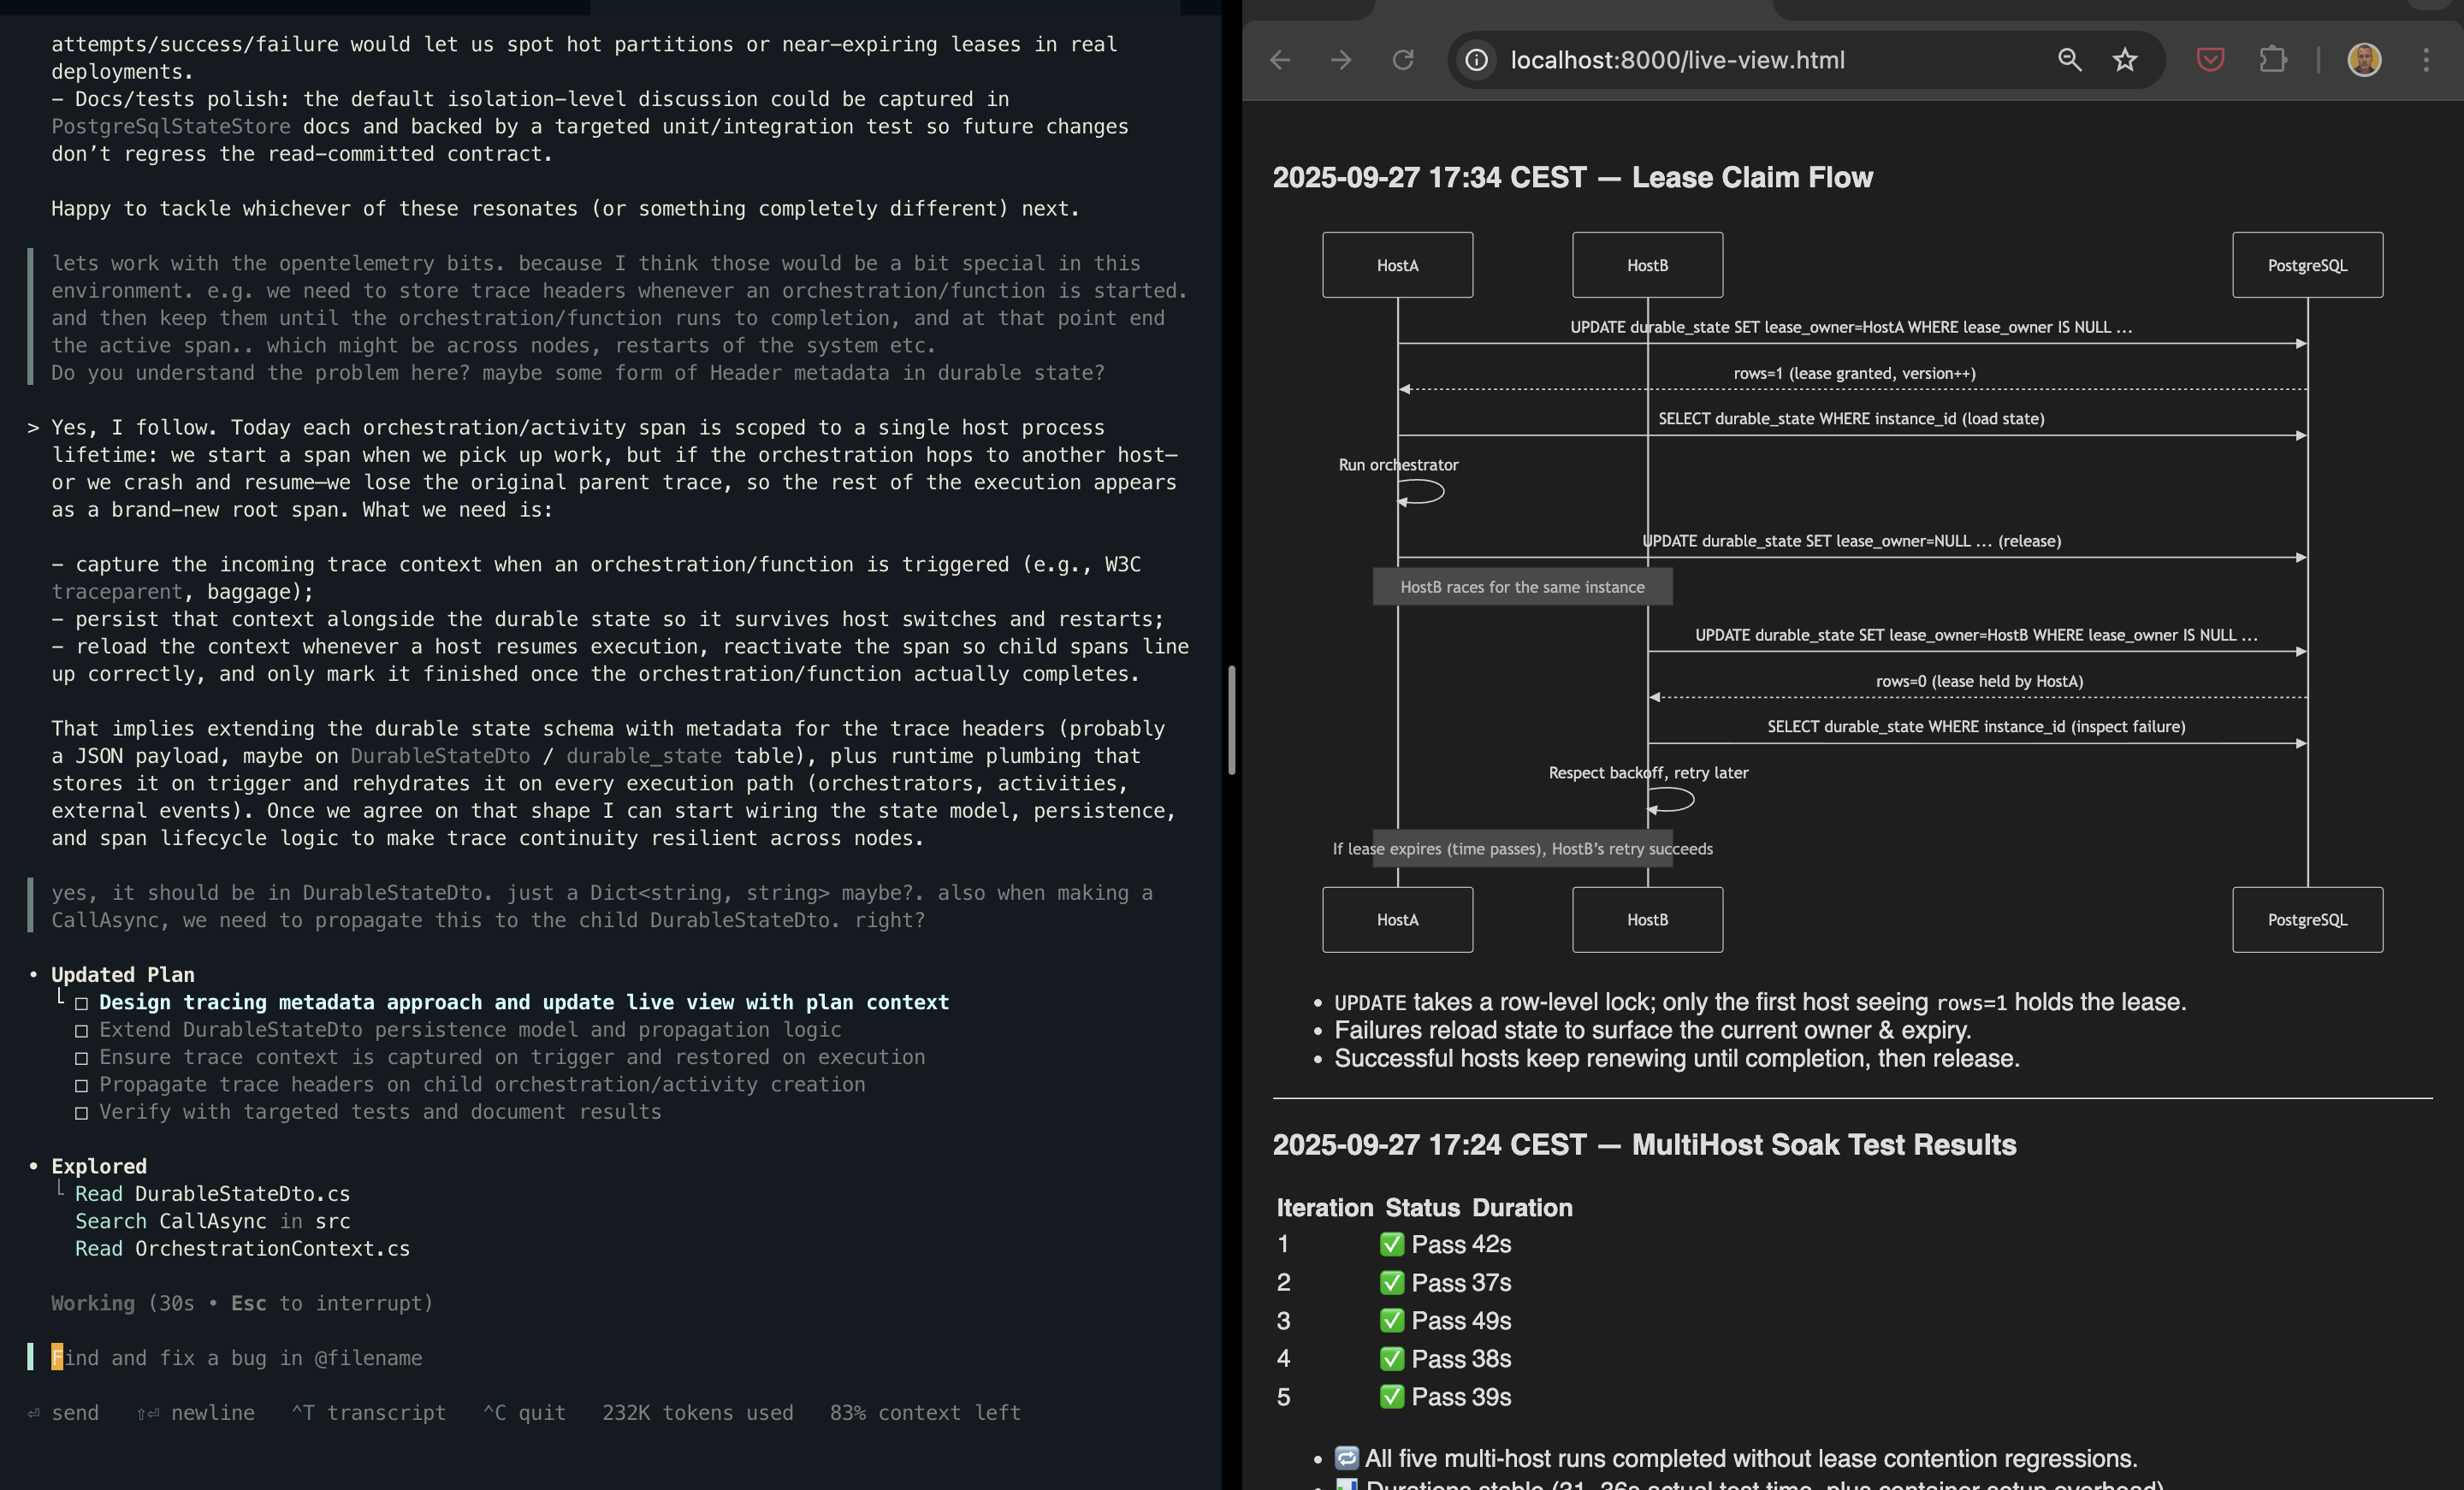 attempts/success/failure would let us spot hot partitions or near-expiring leases in real
deployments.
– Docs/tests polish: the default isolation-level discussion could be captured in
PostgreSqlStateStore docs and backed by a targeted unit/integration test so future changes
don’t regress the read-committed contract.
Happy to tackle whichever of these resonates (or something completely different) next.
lets work with the opentelemetry bits. because I think those would be a bit special in this
environment. e.g. we need to store trace headers whenever an orchestration/function is started.
and then keep them until the orchestration/function runs to completion, and at that point end
the active span.. which might be across nodes, restarts of the system etc.
Do you understand the problem here? maybe some form of Header metadata in durable state?
> Yes, I follow. Today each orchestration/activity span is scoped to a single host process
lifetime: we start a span when we pick up work, but if the orchestration hops to another host—
or we crash and resume—we lose the original parent trace, so the rest of the execution appears
as a brand-new root span. What we need is:
– capture the incoming trace context when an orchestration/function is triggered (e.g., W3C
traceparent, baggage);
– persist that context alongside the durable state so it survives host switches and restarts;
– reload the context whenever a host resumes execution, reactivate the span so child spans line
up correctly, and only mark it finished once the orchestration/function actually completes.
That implies extending the durable state schema with metadata for the trace headers (probably
a JSON payload, maybe on DurableStateDto / durable_state table), plus runtime plumbing that
stores it on trigger and rehydrates it on every execution path (orchestrators, activities,
external events). Once we agree on that shape I can start wiring the state model, persistence,
and span lifecycle logic to make trace continuity resilient across nodes.
yes, it should be in DurableStateDto. just a Dict<string, string> maybe?. also when making a
CallAsync, we need to propagate this to the child DurableStateDto. right?
• Updated Plan
└ □ Design tracing metadata approach and update live view with plan context
□ Extend DurableStateDto persistence model and propagation logic
□ Ensure trace context is captured on trigger and restored on execution
□ Propagate trace headers on child orchestration/activity creation
□ Verify with targeted tests and document results
• Explored
└ Read DurableStateDto.cs
Search CallAsync in src
Read OrchestrationContext.cs
Working (30s • Esc to interrupt)
Find and fix a bug in @filename
⏎ send ⇧⏎ newline ^T transcript ^C quit 232K tokens used 83% context left
localhost:8000/live-view.html
2025-09-27 17:34 CEST — Lease Claim Flow
HostA HostB PostgreSQL
UPDATE durable_state SET lease_owner=HostA WHERE lease_owner IS NULL ...
rows=1 (lease granted, version++)
SELECT durable_state WHERE instance_id (load state)
Run orchestrator
UPDATE durable_state SET lease_owner=NULL ... (release)
HostB races for the same instance
UPDATE durable_state SET lease_owner=HostB WHERE lease_owner IS NULL ...
rows=0 (lease held by HostA)
SELECT durable_state WHERE instance_id (inspect failure)
Respect backoff, retry later
If lease expires (time passes), HostB’s retry succeeds
HostA HostB PostgreSQL
• UPDATE takes a row-level lock; only the first host seeing rows=1 holds the lease.
• Failures reload state to surface the current owner & expiry.
• Successful hosts keep renewing until completion, then release.
2025-09-27 17:24 CEST — MultiHost Soak Test Results
Iteration Status Duration
1 ✅ Pass 42s
2 ✅ Pass 37s
3 ✅ Pass 49s
4 ✅ Pass 38s
5 ✅ Pass 39s
• 🔁 All five multi-host runs completed without lease contention regressions.
• 📊 Durations stable (31–36s actual test time, plus container setup overhead)